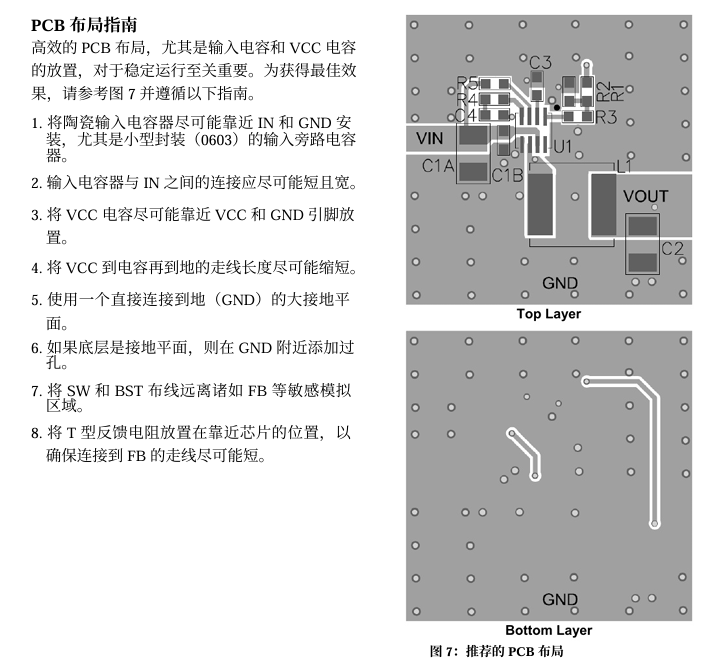 PCB 布局指南
高效的 PCB 布局，尤其是输入电容和 VCC 电容
的放置，对于稳定运行至关重要。为获得最佳效
果，请参考图 7 并遵循以下指南。
1. 将陶瓷输入电容器尽可能靠近 IN 和 GND 安
装，尤其是小型封装（0603）的输入旁路电容
器。
2. 输入电容器与 IN 之间的连接应尽可能短且宽。
3. 将 VCC 电容尽可能靠近 VCC 和 GND 引脚放
置。
4. 将 VCC 到电容再到地的走线长度尽可能缩短。
5. 使用一个直接连接到地（GND）的大接地平
面。
6. 如果底层是接地平面，则在 GND 附近添加过
孔。
7. 将 SW 和 BST 布线远离诸如 FB 等敏感模拟
区域。
8. 将 T 型反馈电阻放置在靠近芯片的位置，以
确保连接到 FB 的走线尽可能短。
C3
R5
R4
C4
R2
R1
R3
VIN
U1
C1A
C1B
L1
VOUT
C2
GND
Top Layer
GND
Bottom Layer
图 7：推荐的 PCB 布局